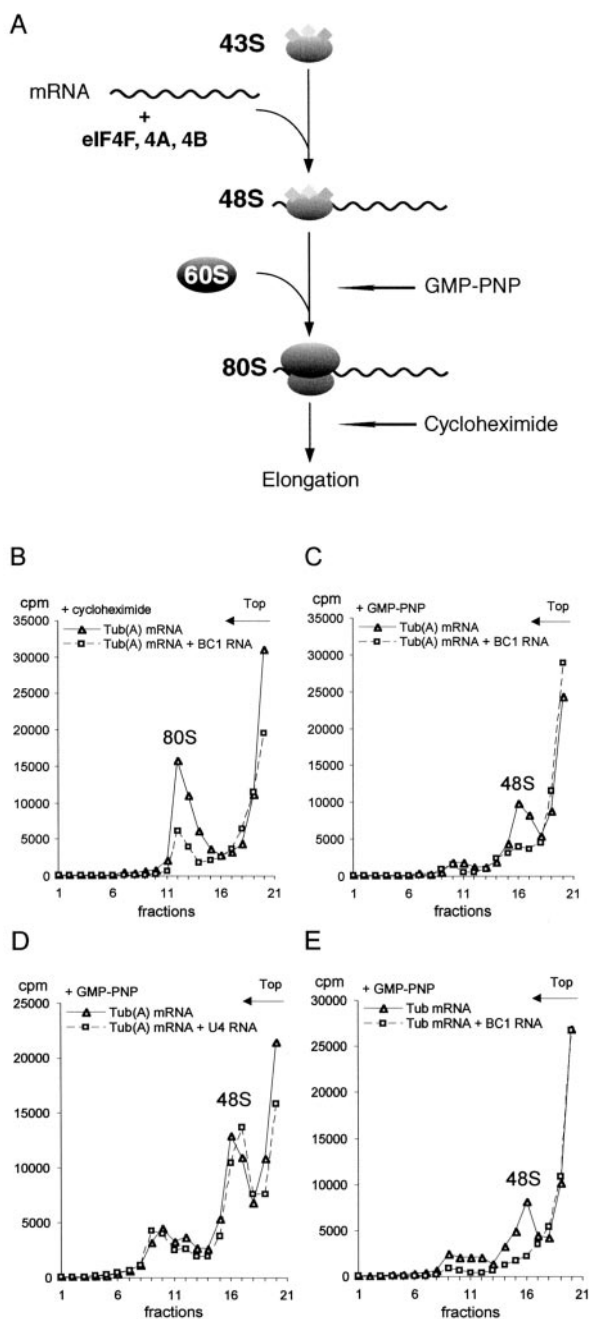 A
43S
mRNA
+
eIF4F, 4A, 4B
48S
60S
GMP-PNP
80S
Cycloheximide
Elongation
B
cpm
+ cycloheximide
Top
Tub(A) mRNA
Tub(A) mRNA + BC1 RNA
35000
30000
25000
20000
15000
10000
5000
0
80S
1 6 11 16 21
fractions
C
cpm
+ GMP-PNP
Top
Tub(A) mRNA
Tub(A) mRNA + BC1 RNA
35000
30000
25000
20000
15000
10000
5000
0
48S
1 6 11 16 21
fractions
D
cpm
+ GMP-PNP
Top
Tub(A) mRNA
Tub(A) mRNA + U4 RNA
25000
20000
15000
10000
5000
0
48S
1 6 11 16 21
fractions
E
cpm
+ GMP-PNP
Top
Tub mRNA
Tub mRNA + BC1 RNA
30000
25000
20000
15000
10000
5000
0
48S
1 6 11 16 21
fractions